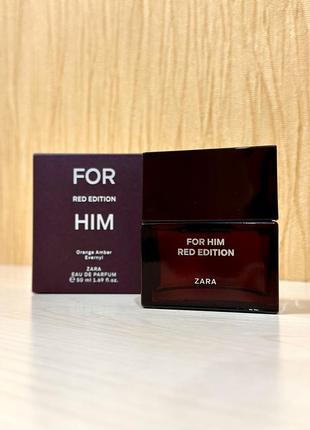 FOR
RED EDITION
HIM
Orange Amber
Evernyl
ZARA
EAU DE PARFUM
℮ 50 ml 1.69 fl.oz.
FOR HIM
RED EDITION
ZARA